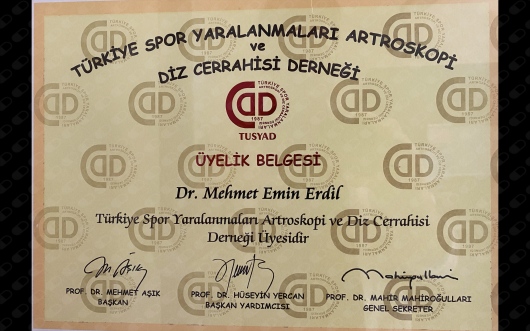 TÜRKİYE SPOR YARALANMALARI ARTROSKOPİ
ve
DİZ CERRAHİSİ DERNEĞİ
1987
TUSYAD
ÜYELİK BELGESİ
Dr. Mehmet Emin Erdil
Türkiye Spor Yaralanmaları Artroskopi ve Diz Cerrahisi
Derneği Üyesidir
PROF. DR. MEHMET AŞIK
BAŞKAN
PROF. DR. HÜSEYİN YERCAN
BAŞKAN YARDIMCISI
PROF. DR. MAHİR MAHİROĞULLARI
GENEL SEKRETER